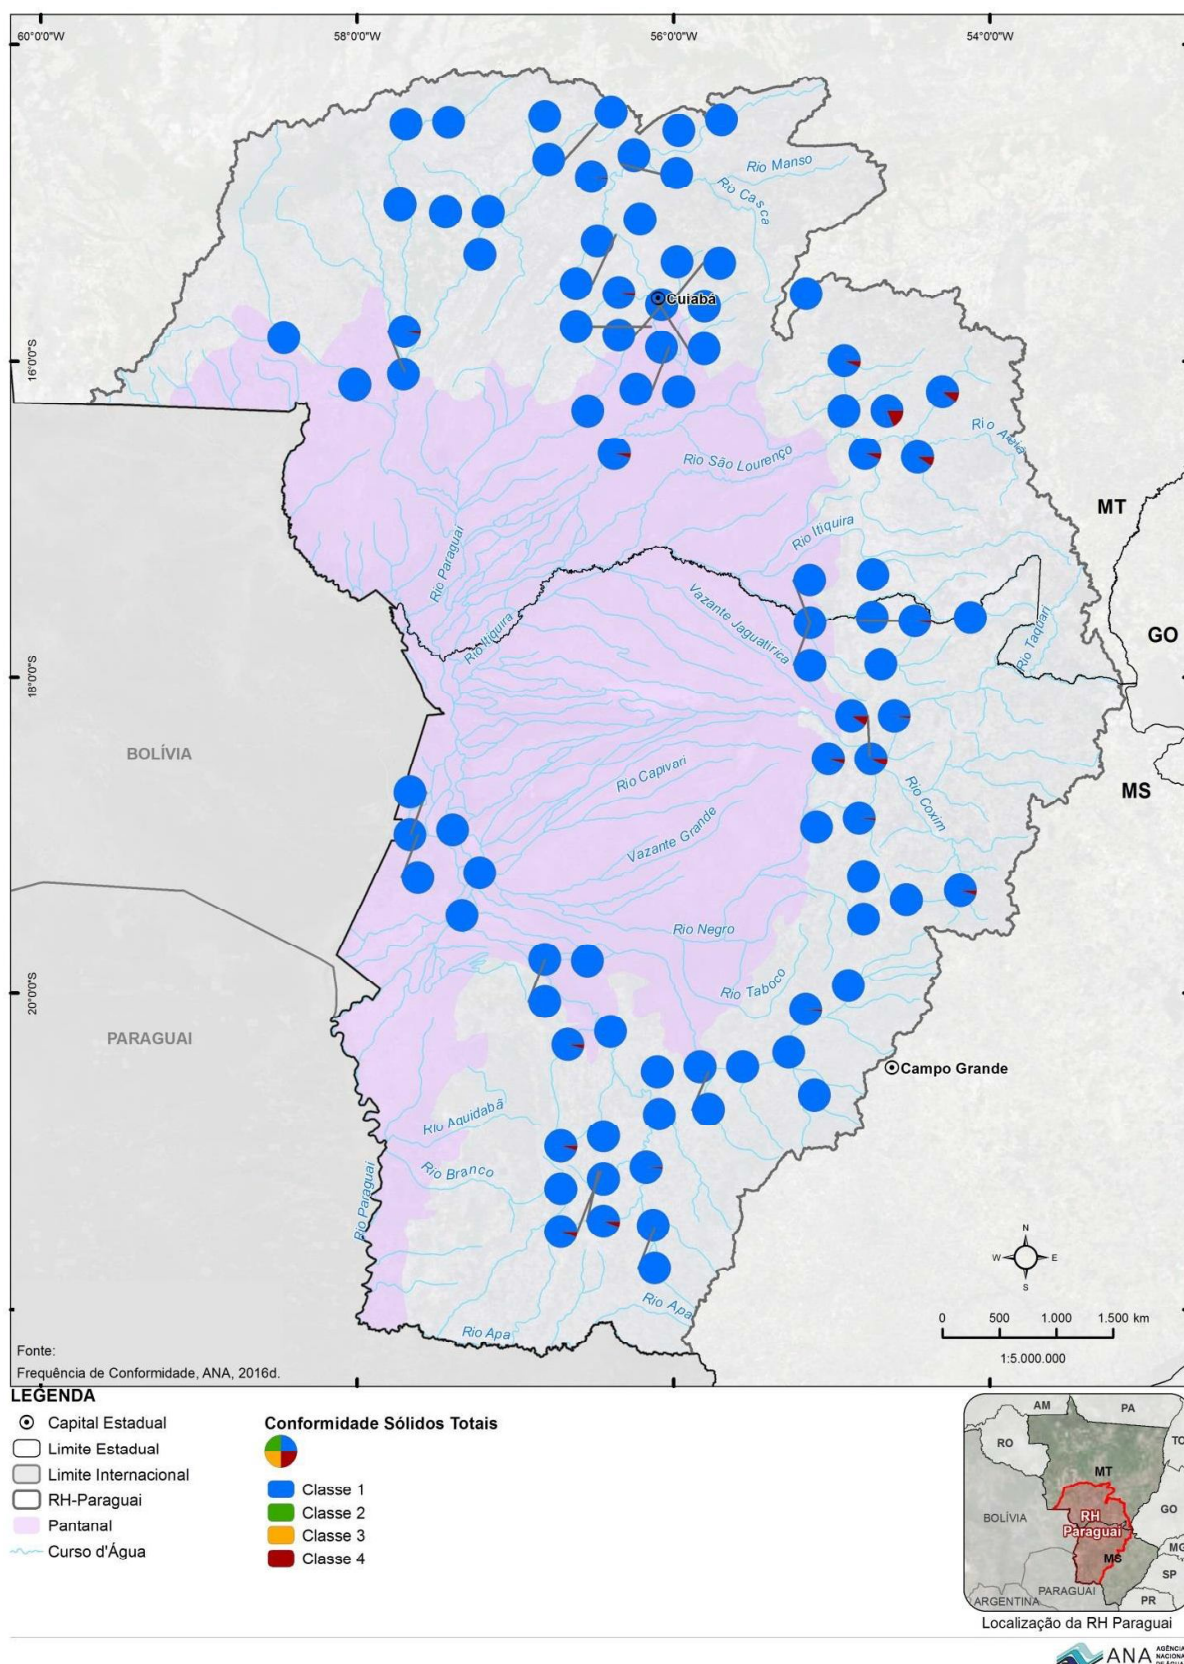 60°0'0"W
58°0'0"W
56°0'0"W
54°0'0"W
Rio Manso
Rio Casca
Cuiabá
16°0'0"S
Rio São Lourenço
MT
Rio Itiquira
Rio Paraguai
Vazante Jaguatirica
Rio Itiquira
Rio Taquari
GO
18°0'0"S
BOLÍVIA
Rio Capivari
Rio Coxim
MS
Vazante Grande
Rio Negro
Rio Taboco
20°0'0"S
PARAGUAI
Campo Grande
Rio Aquidabã
Rio Branco
Rio Paraguai
N
W
E
S
Rio Apa
Rio Apa
0 500 1.000 1.500 km
1:5.000.000
Fonte:
Frequência de Conformidade, ANA, 2016d.
LEGENDA
Capital Estadual
Limite Estadual
Limite Internacional
RH-Paraguai
Pantanal
Curso d'Água
Conformidade Sólidos Totais
Classe 1
Classe 2
Classe 3
Classe 4
AM
PA
RO
TO
MT
GO
BOLÍVIA
RH
Paraguai
MS
MG
SP
PARAGUAI
ARGENTINA
PR
Localização da RH Paraguai
ANA
AGÊNCIA
NACIONA